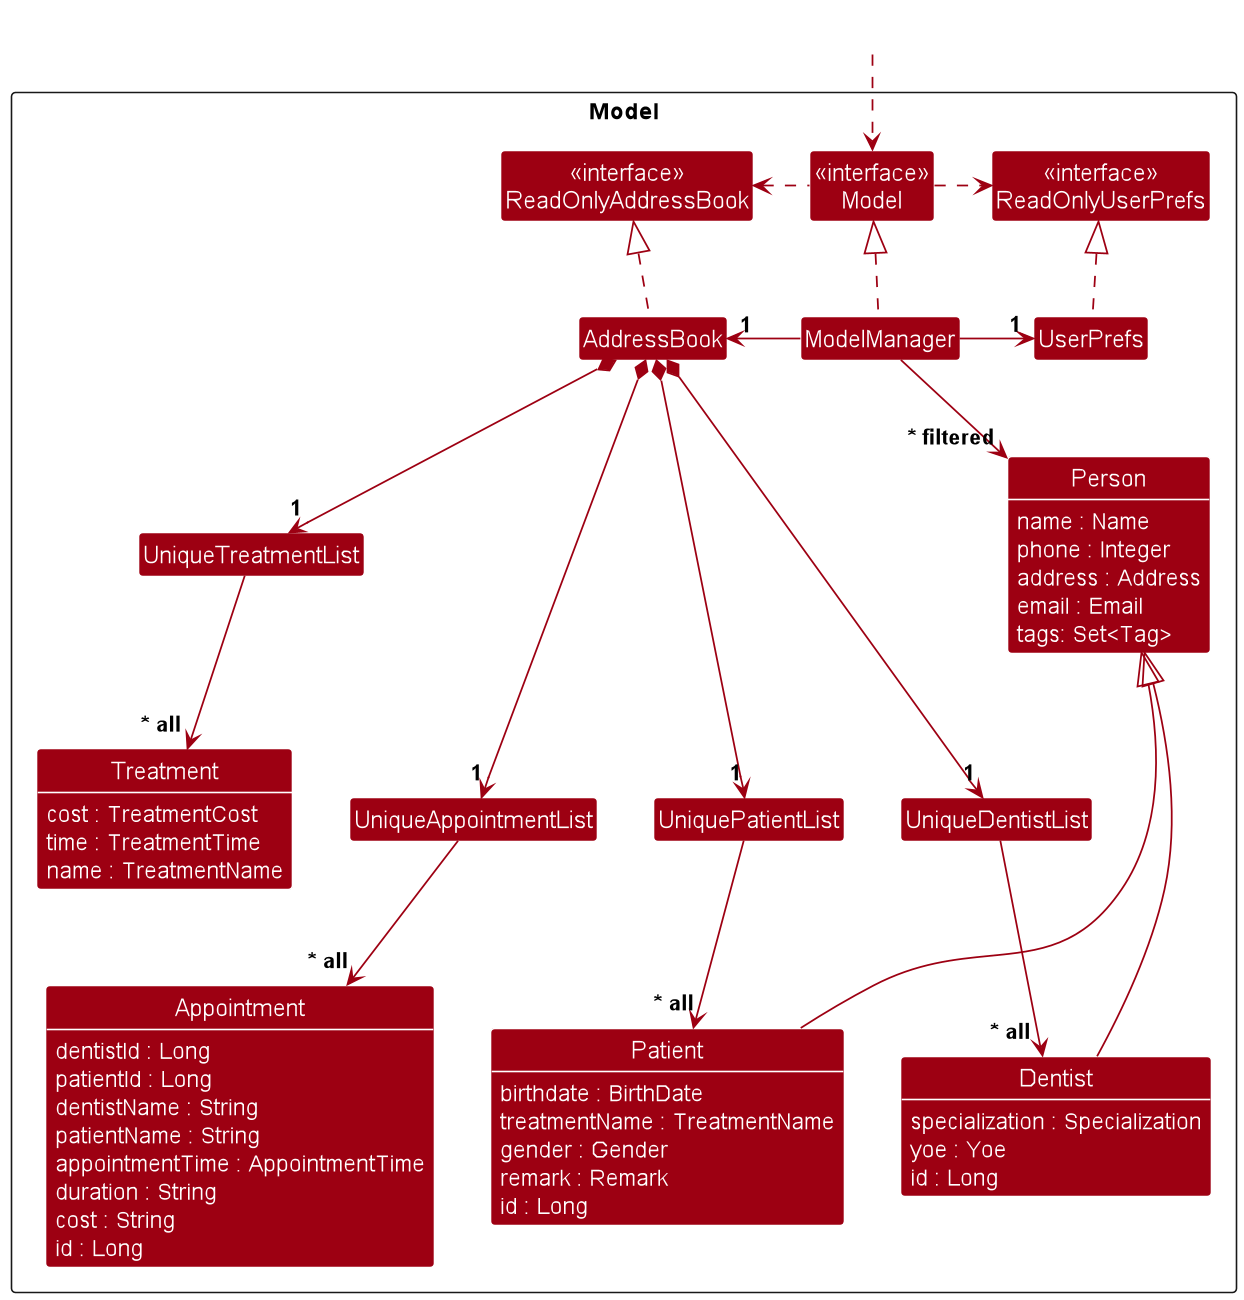 Model
«interface»
ReadOnlyAddressBook
«interface»
Model
«interface»
ReadOnlyUserPrefs
AddressBook
1
ModelManager
1
UserPrefs
* filtered
Person
name : Name
phone : Integer
address : Address
email : Email
tags: Set<Tag>
1
UniqueTreatmentList
* all
Treatment
cost : TreatmentCost
time : TreatmentTime
name : TreatmentName
1
UniqueAppointmentList
1
UniquePatientList
1
UniqueDentistList
* all
Appointment
dentistId : Long
patientId : Long
dentistName : String
patientName : String
appointmentTime : AppointmentTime
duration : String
cost : String
id : Long
* all
Patient
birthdate : BirthDate
treatmentName : TreatmentName
gender : Gender
remark : Remark
id : Long
* all
Dentist
specialization : Specialization
yoe : Yoe
id : Long